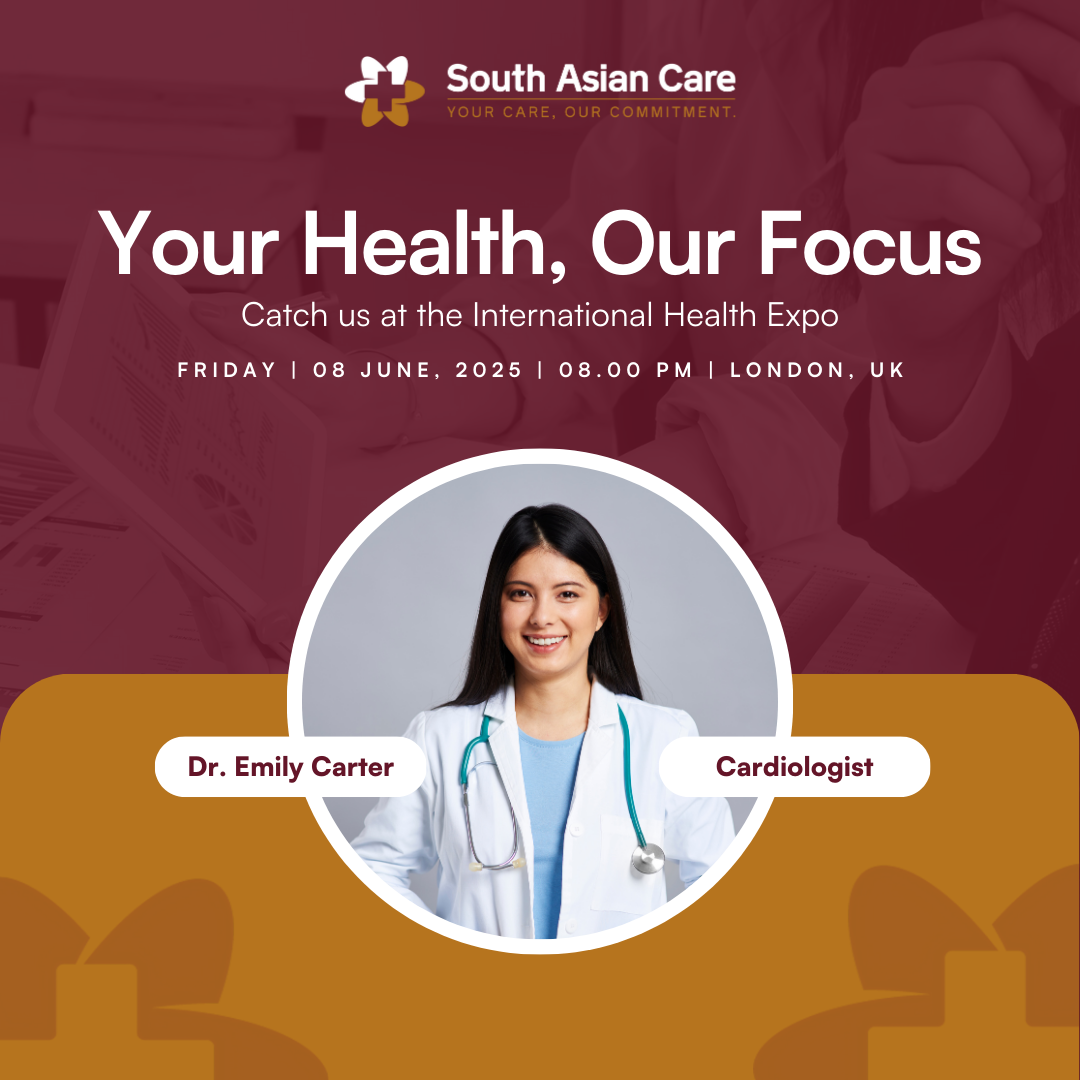 South Asian Care
YOUR CARE, OUR COMMITMENT.
Your Health, Our Focus
Catch us at the International Health Expo
FRIDAY | 08 JUNE, 2025 | 08.00 PM | LONDON, UK
Dr. Emily Carter
Cardiologist